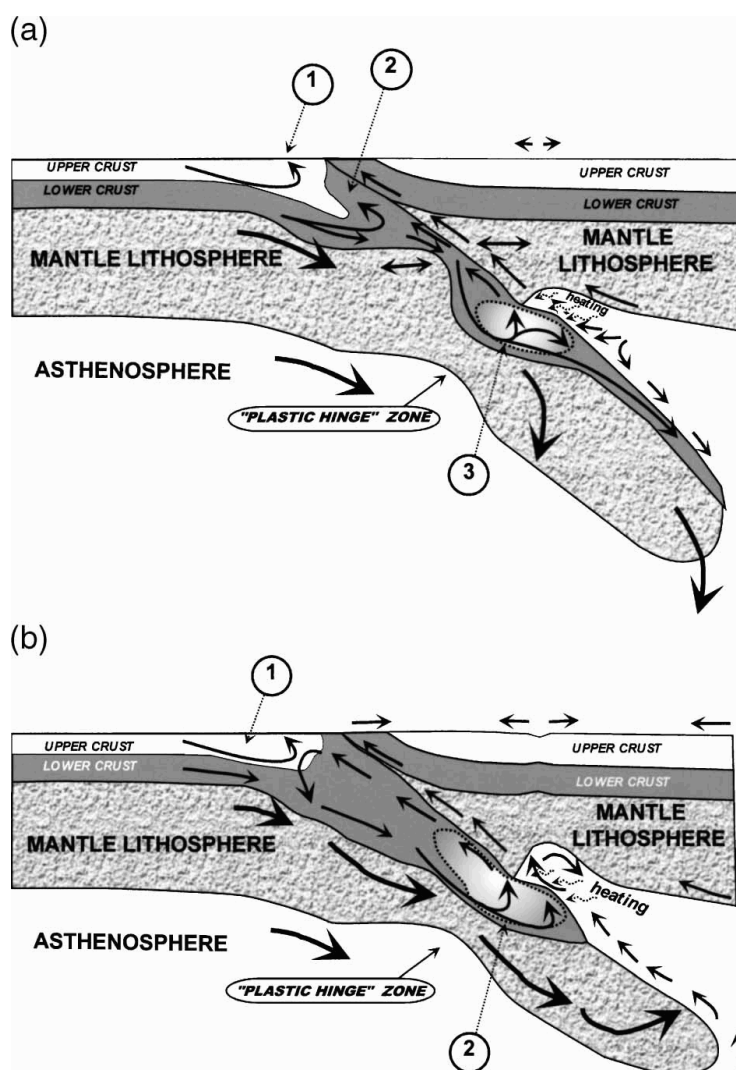 (a)
1
2
UPPER CRUST
LOWER CRUST
UPPER CRUST
LOWER CRUST
MANTLE LITHOSPHERE
MANTLE
LITHOSPHERE
heating
ASTHENOSPHERE
"PLASTIC HINGE" ZONE
3
(b)
1
UPPER CRUST
LOWER CRUST
UPPER CRUST
LOWER CRUST
MANTLE LITHOSPHERE
MANTLE
LITHOSPHERE
heating
ASTHENOSPHERE
"PLASTIC HINGE" ZONE
2